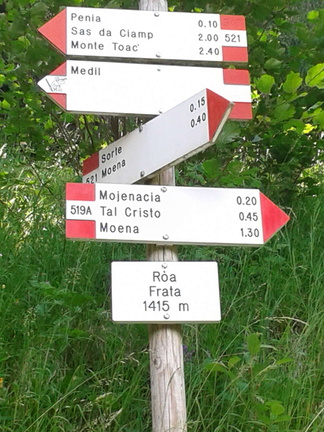 Penia 0.10
Sas da Ciamp 2.00 521
Monte Toac' 2.40
Medil
Sorte 0.15
521 Moena 0.40
Mojenacia 0.20
519A Tal Cristo 0.45
Moena 1.30
Ròa
Frata
1415 m